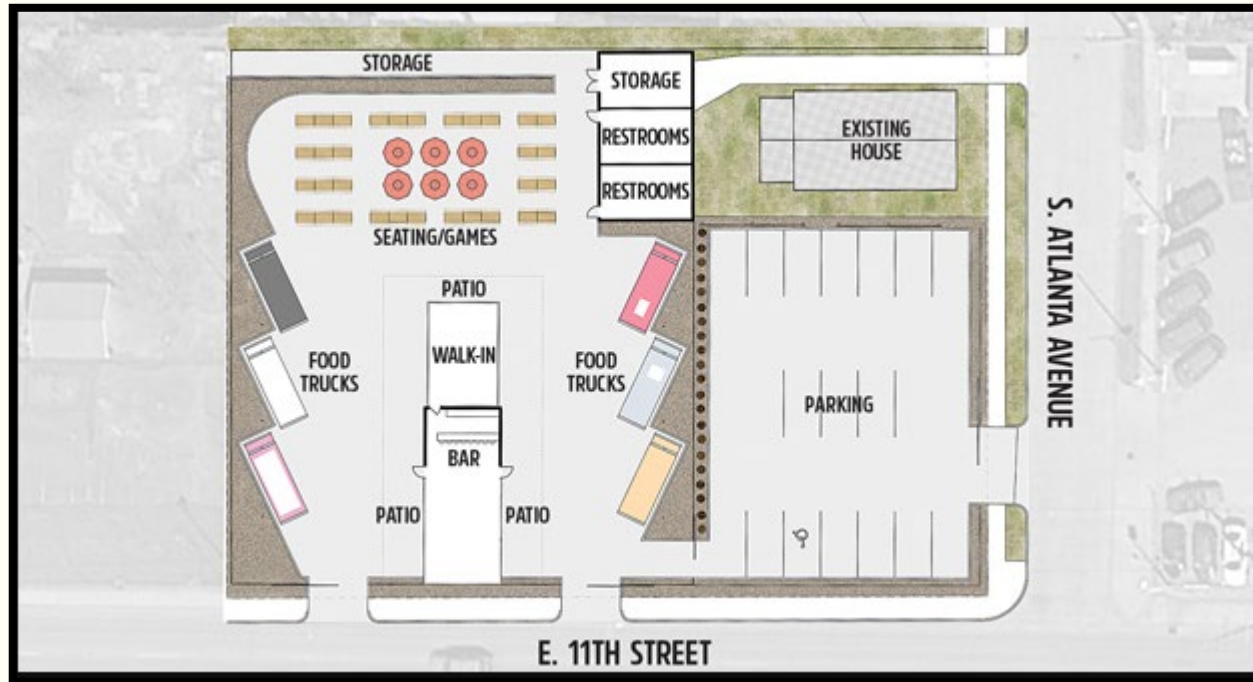 STORAGE
STORAGE
RESTROOMS
RESTROOMS
EXISTING
HOUSE
SEATING/GAMES
PATIO
WALK-IN
FOOD
TRUCKS
FOOD
TRUCKS
BAR
PATIO
PATIO
PARKING
S. ATLANTA AVENUE
E. 11TH STREET